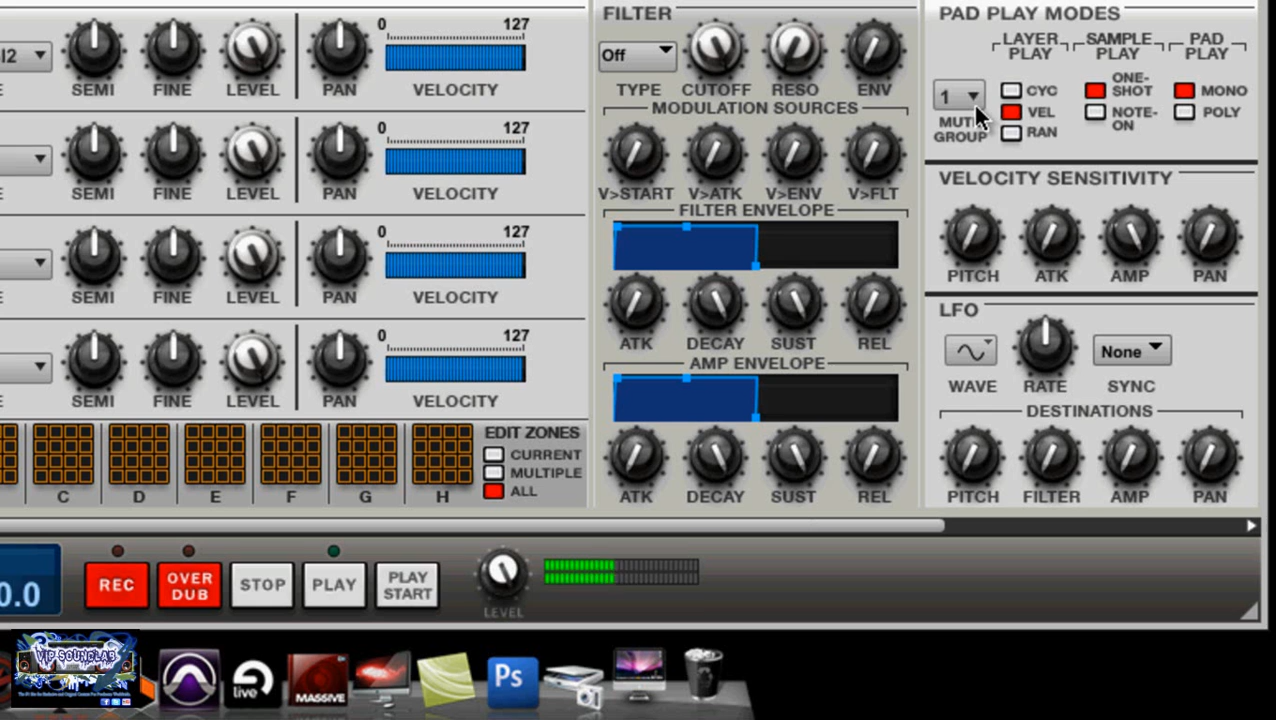 FILTER
PAD PLAY MODES
0 127
LAYER PLAY
SAMPLE PLAY
PAD PLAY
Off
SEMI FINE LEVEL PAN VELOCITY
TYPE CUTOFF RESO ENV
1
CYC
ONE-SHOT
MONO
VEL
NOTE-ON
POLY
RAN
MUTE GROUP
MODULATION SOURCES
0 127
SEMI FINE LEVEL PAN VELOCITY
V>START V>ATK V>ENV V>FLT
VELOCITY SENSITIVITY
FILTER ENVELOPE
0 127
PITCH ATK AMP PAN
SEMI FINE LEVEL PAN VELOCITY
LFO
0 127
ATK DECAY SUST REL
None
AMP ENVELOPE
WAVE RATE SYNC
SEMI FINE LEVEL PAN VELOCITY
DESTINATIONS
EDIT ZONES
CURRENT
MULTIPLE
ALL
C D E F G H
ATK DECAY SUST REL
PITCH FILTER AMP PAN
0.0
REC
OVER DUB
STOP
PLAY
PLAY START
LEVEL
VIP SOUNDLAB
live
MASSIVE
Ps